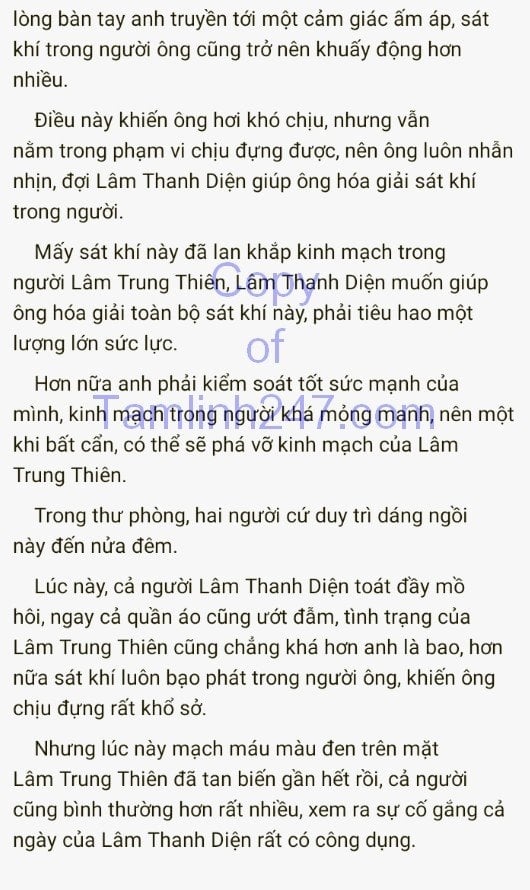 lòng bàn tay anh truyền tới một cảm giác ấm áp, sát
khí trong người ông cũng trở nên khuấy động hơn
nhiều.
Điều này khiến ông hơi khó chịu, nhưng vẫn
nằm trong phạm vi chịu đựng được, nên ông luôn nhẫn
nhịn, đợi Lâm Thanh Diện giúp ông hóa giải sát khí
trong người.
Mấy sát khí này đã lan khắp kinh mạch trong
người Lâm Trung Thiên, Lâm Thanh Diện muốn giúp
ông hóa giải toàn bộ sát khí này, phải tiêu hao một
lượng lớn sức lực.
Hơn nữa anh phải kiểm soát tốt sức mạnh của
mình, kinh mạch trong người khá mỏng manh, nên một
khi bất cẩn, có thể sẽ phá vỡ kinh mạch của Lâm
Trung Thiên.
Trong thư phòng, hai người cứ duy trì dáng ngồi
này đến nửa đêm.
Lúc này, cả người Lâm Thanh Diện toát đầy mồ
hôi, ngay cả quần áo cũng ướt đẫm, tình trạng của
Lâm Trung Thiên cũng chẳng khá hơn anh là bao, hơn
nữa sát khí luôn bạo phát trong người ông, khiến ông
chịu đựng rất khổ sở.
Nhưng lúc này mạch máu màu đen trên mặt
Lâm Trung Thiên đã tan biến gần hết rồi, cả người
cũng bình thường hơn rất nhiều, xem ra sự cố gắng cả
ngày của Lâm Thanh Diện rất có công dụng.
Copy
of
Tamlinh247.com